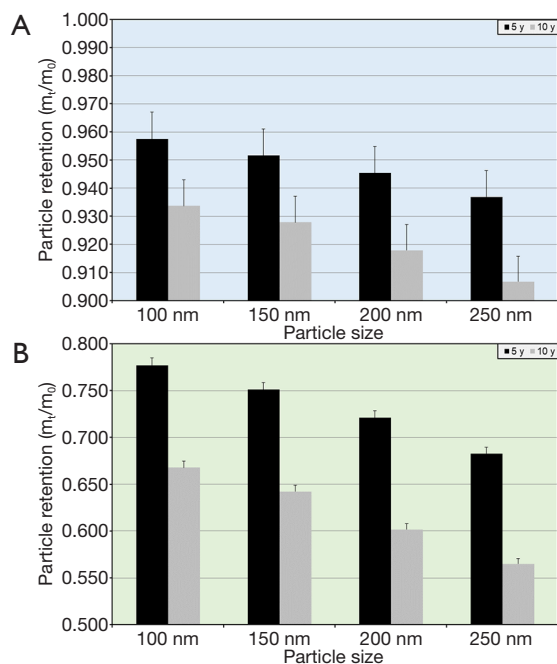 A
Particle retention (mt/m0)
1.000
0.990
0.980
0.970
0.960
0.950
0.940
0.930
0.920
0.910
0.900
5 y 10 y
100 nm 150 nm 200 nm 250 nm
Particle size
B
Particle retention (mt/m0)
0.800
0.750
0.700
0.650
0.600
0.550
0.500
5 y 10 y
100 nm 150 nm 200 nm 250 nm
Particle size